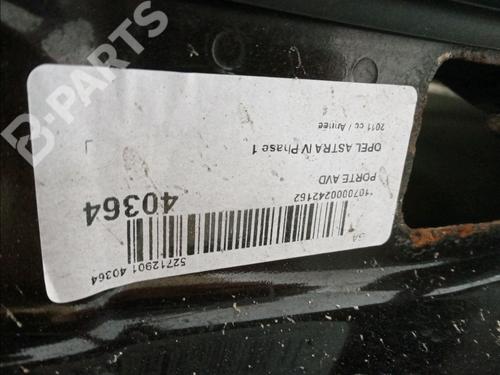 B-PARTS
2011 cc / Année
OPEL ASTRA IV Phase 1
PORTE AVD
*1070000242162
40364
52712901 40364